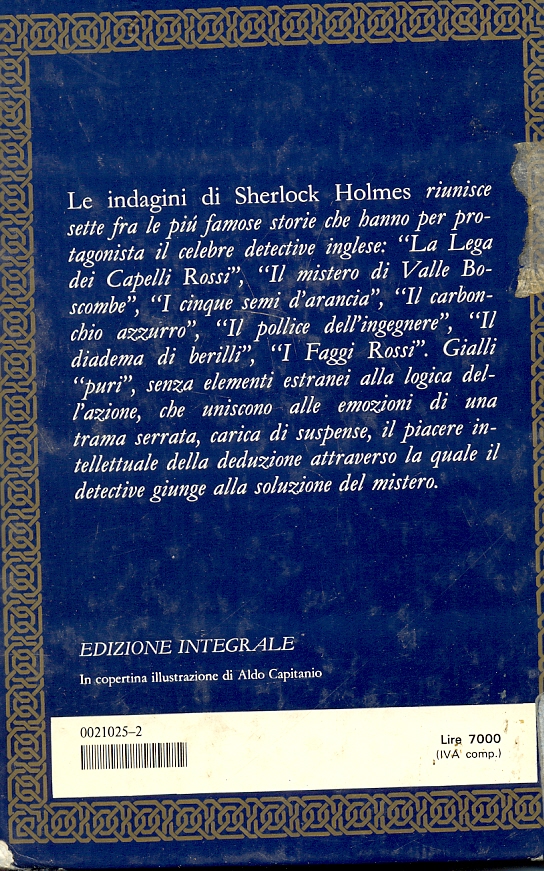 Le indagini di Sherlock Holmes riunisce
sette fra le piú famose storie che hanno per pro-
tagonista il celebre detective inglese: “La Lega
dei Capelli Rossi”, “Il mistero di Valle Bo-
scombe”, “I cinque semi d’arancia”, “Il carbon-
chio azzurro”, “Il pollice dell’ingegnere”, “Il
diadema di berilli”, “I Faggi Rossi”. Gialli
“puri”, senza elementi estranei alla logica del-
l’azione, che uniscono alle emozioni di una
trama serrata, carica di suspense, il piacere in-
tellettuale della deduzione attraverso la quale il
detective giunge alla soluzione del mistero.
EDIZIONE INTEGRALE
In copertina illustrazione di Aldo Capitanio
0021025-2
Lire 7000
(IVA comp.)